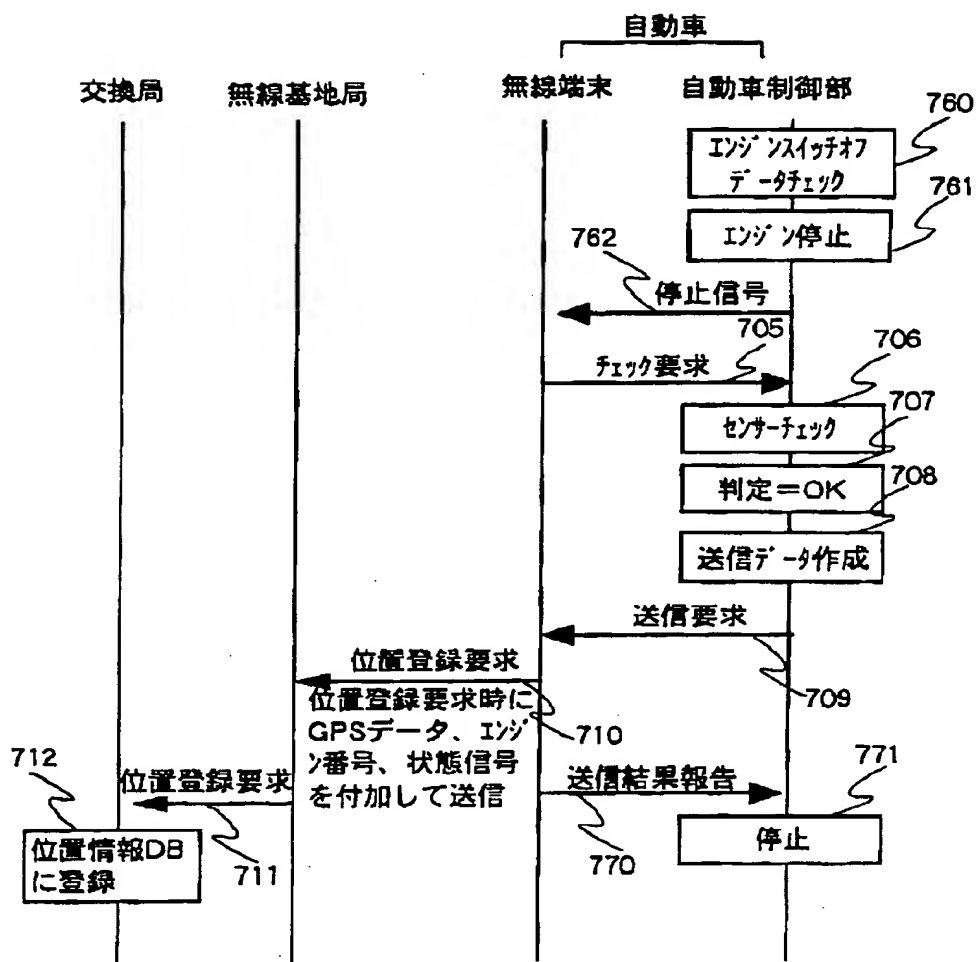 自動車
交換局
無線基地局
無線端末
自動車制御部
760
エンジンスイッチオフ
データチェック
761
エンジン停止
762
停止信号
705
チェック要求
706
センサーチェック
707
判定=OK
708
送信データ作成
送信要求
709
位置登録要求
位置登録要求時に
GPSデータ、エンジ
ン番号、状態信号
を付加して送信
710
712
位置登録要求
711
送信結果報告
770
771
位置情報DB
に登録
停止